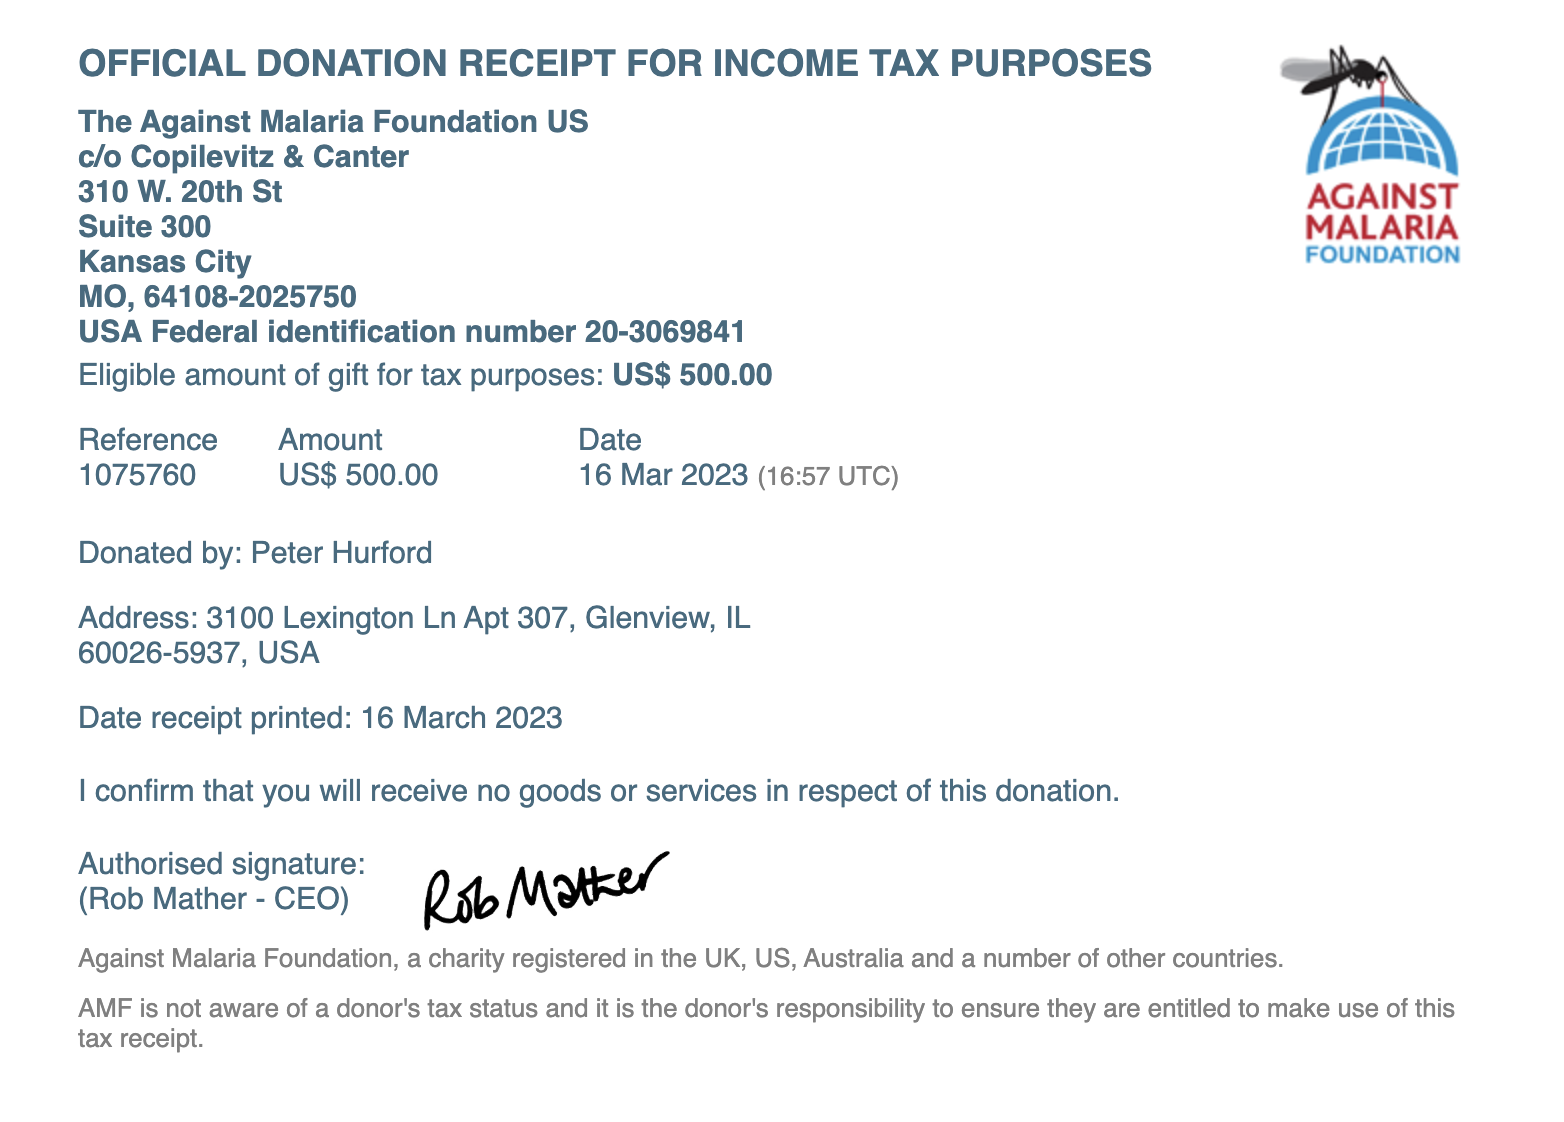 OFFICIAL DONATION RECEIPT FOR INCOME TAX PURPOSES
The Against Malaria Foundation US
c/o Copilevitz & Canter
310 W. 20th St
Suite 300
Kansas City
MO, 64108-2025750
USA Federal identification number 20-3069841
Eligible amount of gift for tax purposes: US$ 500.00
AGAINST
MALARIA
FOUNDATION
Reference Amount Date
1075760 US$ 500.00 16 Mar 2023 (16:57 UTC)
Donated by: Peter Hurford
Address: 3100 Lexington Ln Apt 307, Glenview, IL
60026-5937, USA
Date receipt printed: 16 March 2023
I confirm that you will receive no goods or services in respect of this donation.
Authorised signature:
(Rob Mather - CEO)
Rob Mather
Against Malaria Foundation, a charity registered in the UK, US, Australia and a number of other countries.
AMF is not aware of a donor's tax status and it is the donor's responsibility to ensure they are entitled to make use of this
tax receipt.